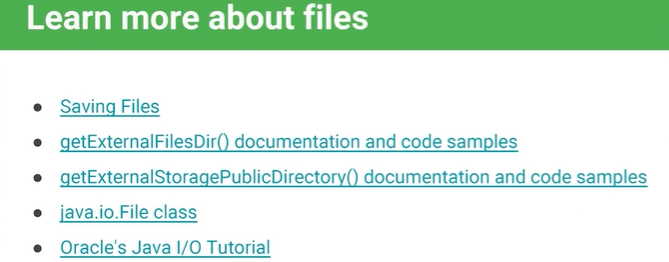 Learn more about files
Saving Files
getExternalFilesDir() documentation and code samples
getExternalStoragePublicDirectory() documentation and code samples
java.io.File class
Oracle's Java I/O Tutorial